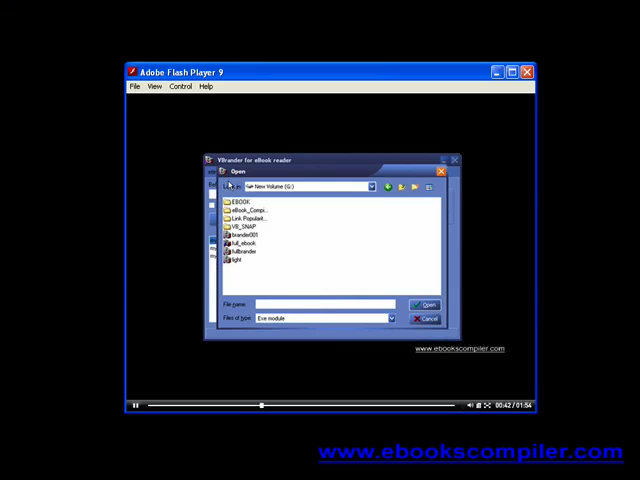 Adobe Flash Player 9
File View Control Help
VBrander for eBook reader
Open
New Volume (G:)
EBOOK
eBook_Compi...
Link Popularit...
VB_SNAP
brander001
full_ebook
fullbrander
light
File name:
Open
Files of type:
Exe module
Cancel
www.ebookscompiler.com
00:42 / 01:54
www.ebookscompiler.com